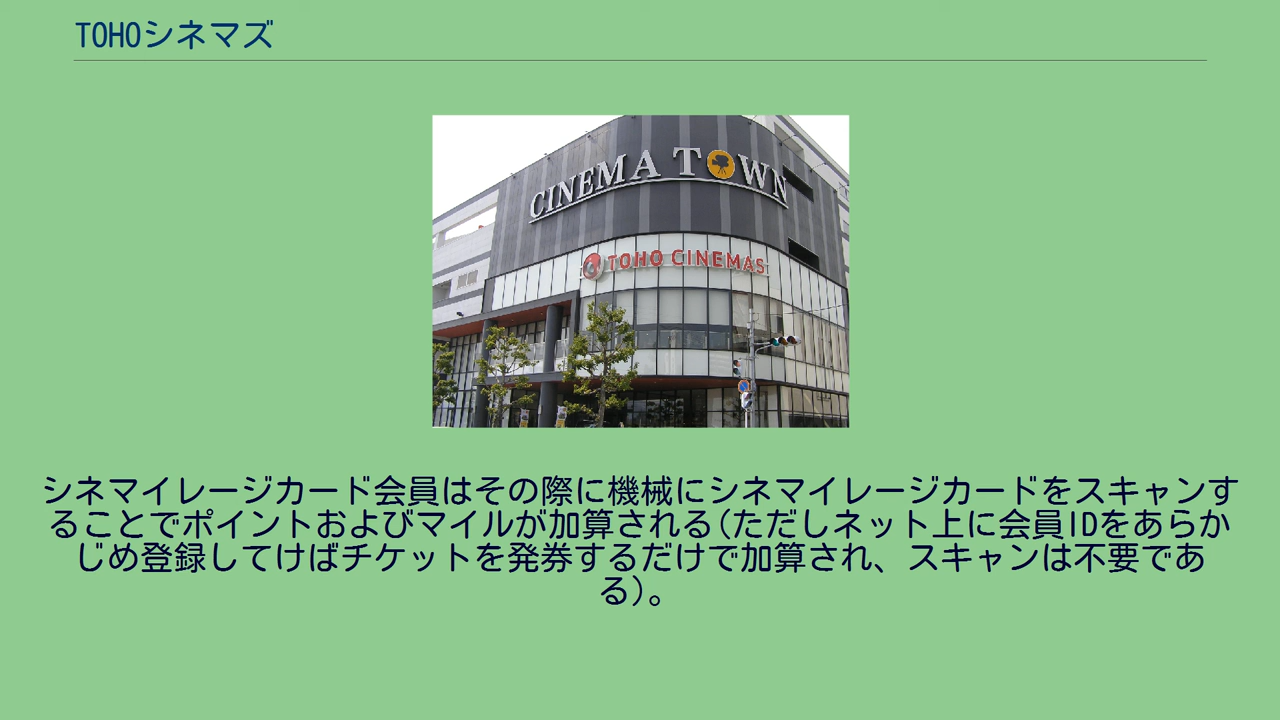 TOHOシネマズ
CINEMA TOWN
TOHO CINEMAS
シネマイレージカード会員はその際に機械にシネマイレージカードをスキャンす
ることでポイントおよびマイルが加算される(ただしネット上に会員IDをあらか
じめ登録してけばチケットを発券するだけで加算され、スキャンは不要であ
る)。